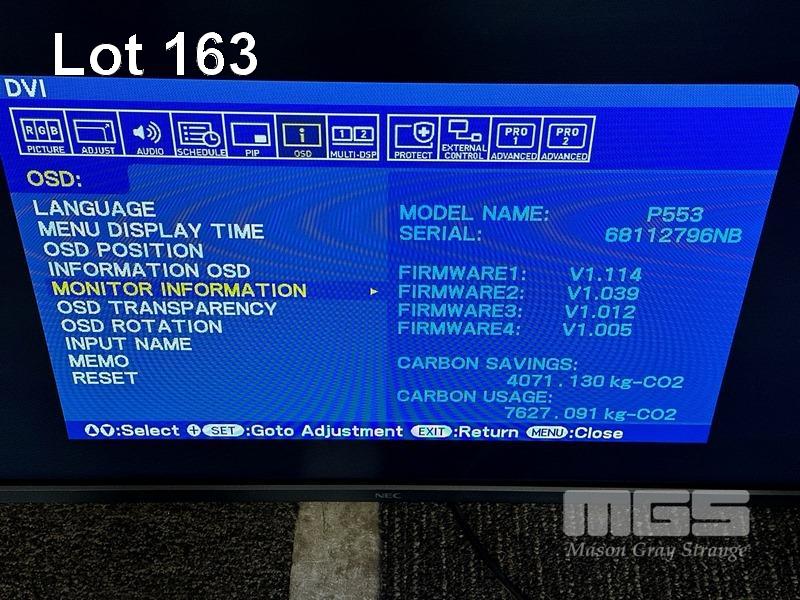 Lot 163
DVI
RGB
PICTURE
ADJUST
AUDIO
SCHEDULE
PIP
i
OSD
1 2
MULTI-DSP
PROTECT
EXTERNAL
CONTROL
PRO
1
ADVANCED
PRO
2
ADVANCED
OSD:
LANGUAGE
MENU DISPLAY TIME
OSD POSITION
INFORMATION OSD
MONITOR INFORMATION
OSD TRANSPARENCY
OSD ROTATION
INPUT NAME
MEMO
RESET
MODEL NAME: P553
SERIAL: 68112796NB
FIRMWARE1: V1.114
FIRMWARE2: V1.039
FIRMWARE3: V1.012
FIRMWARE4: V1.005
CARBON SAVINGS:
4071.130 kg-CO2
CARBON USAGE:
7627.091 kg-CO2
:Select + SET :Goto Adjustment EXIT :Return MENU :Close
NEC
MGS
Mason Gray Strange